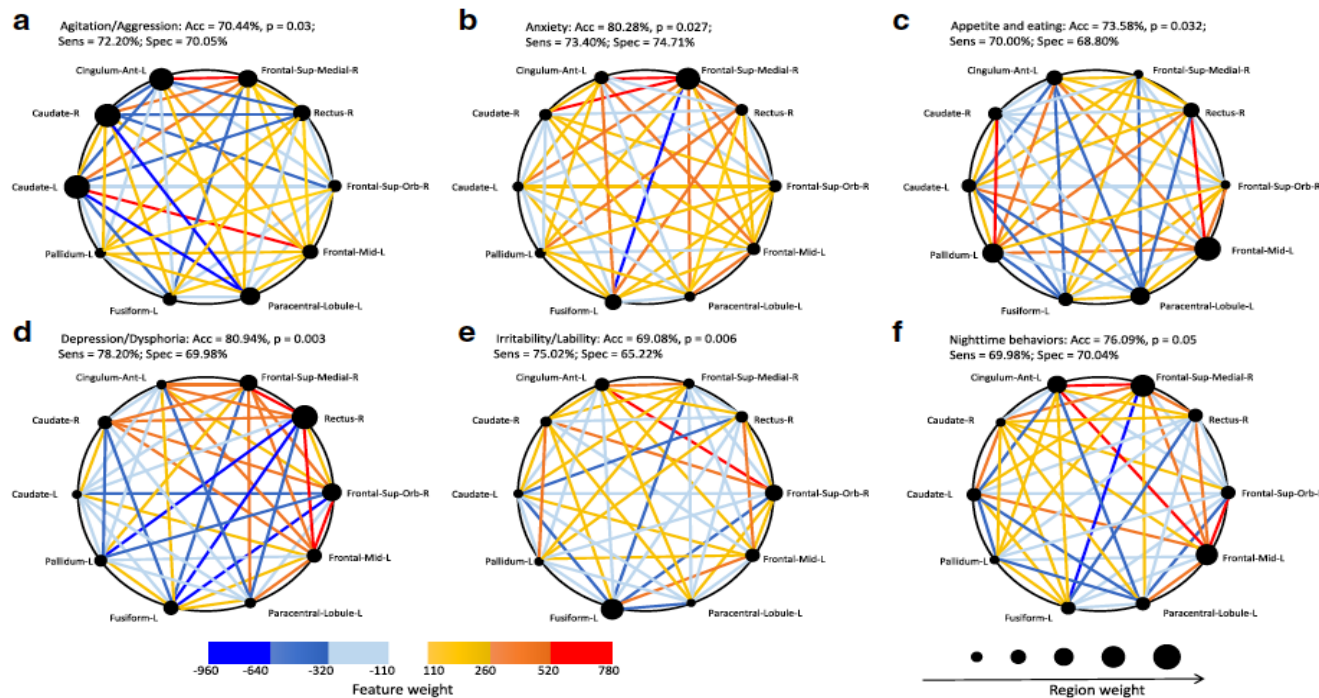 a
Agitation/Aggression: Acc = 70.44%, p = 0.03;
Sens = 72.20%; Spec = 70.05%
Cingulum-Ant-L
Frontal-Sup-Medial-R
Caudate-R
Rectus-R
Caudate-L
Frontal-Sup-Orb-R
Pallidum-L
Frontal-Mid-L
Fusiform-L
Paracentral-Lobule-L
b
Anxiety: Acc = 80.28%, p = 0.027;
Sens = 73.40%; Spec = 74.71%
Cingulum-Ant-L
Frontal-Sup-Medial-R
Caudate-R
Rectus-R
Caudate-L
Frontal-Sup-Orb-R
Pallidum-L
Frontal-Mid-L
Fusiform-L
Paracentral-Lobule-L
c
Appetite and eating: Acc = 73.58%, p = 0.032;
Sens = 70.00%; Spec = 68.80%
Cingulum-Ant-L
Frontal-Sup-Medial-R
Caudate-R
Rectus-R
Caudate-L
Frontal-Sup-Orb-R
Pallidum-L
Frontal-Mid-L
Fusiform-L
Paracentral-Lobule-L
d
Depression/Dysphoria: Acc = 80.94%, p = 0.003
Sens = 78.20%; Spec = 69.98%
Cingulum-Ant-L
Frontal-Sup-Medial-R
Caudate-R
Rectus-R
Caudate-L
Frontal-Sup-Orb-R
Pallidum-L
Frontal-Mid-L
Fusiform-L
Paracentral-Lobule-L
e
Irritability/Lability: Acc = 69.08%, p = 0.006
Sens = 75.02%; Spec = 65.22%
Cingulum-Ant-L
Frontal-Sup-Medial-R
Caudate-R
Rectus-R
Caudate-L
Frontal-Sup-Orb-R
Pallidum-L
Frontal-Mid-L
Fusiform-L
Paracentral-Lobule-L
f
Nighttime behaviors: Acc = 76.09%, p = 0.05
Sens = 69.98%; Spec = 70.04%
Cingulum-Ant-L
Frontal-Sup-Medial-R
Caudate-R
Rectus-R
Caudate-L
Frontal-Sup-Orb-
Pallidum-L
Frontal-Mid-L
Fusiform-L
Paracentral-Lobule-L
-960 -640 -320 -110 110 260 520 780
Feature weight
Region weight